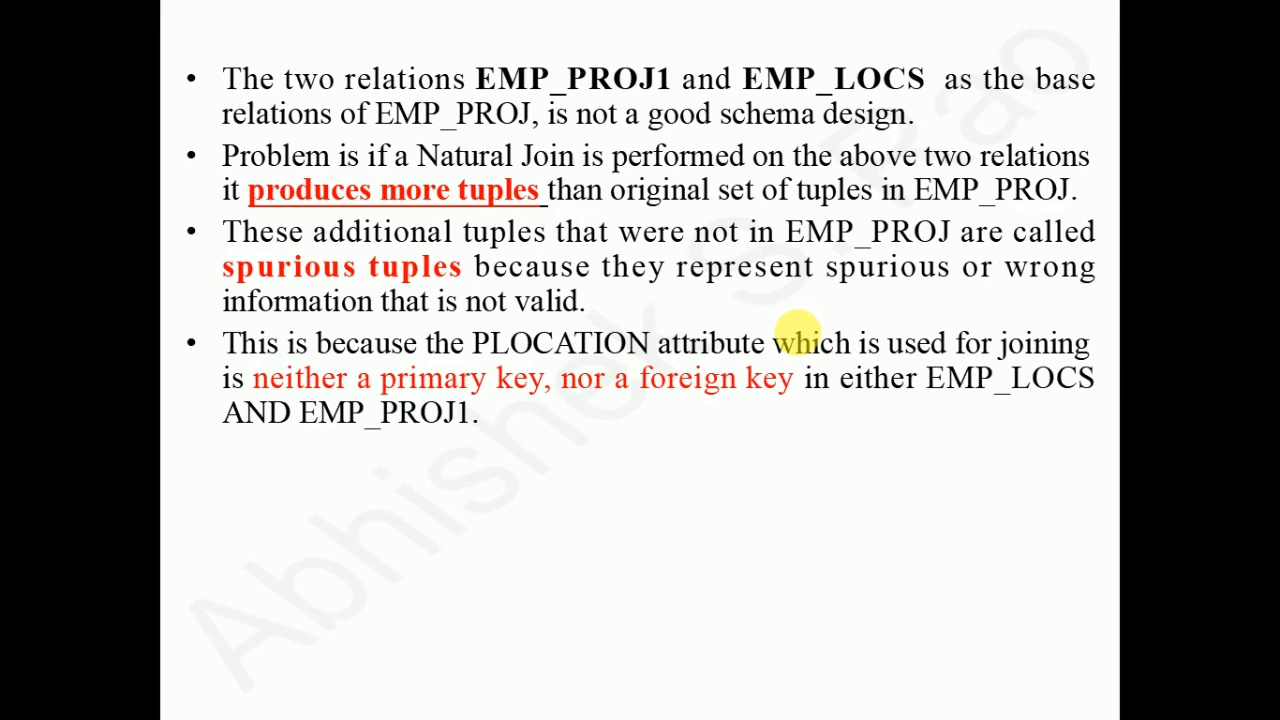 • The two relations EMP_PROJ1 and EMP_LOCS as the base
relations of EMP_PROJ, is not a good schema design.
• Problem is if a Natural Join is performed on the above two relations
it produces more tuples than original set of tuples in EMP_PROJ.
• These additional tuples that were not in EMP_PROJ are called
spurious tuples because they represent spurious or wrong
information that is not valid.
• This is because the PLOCATION attribute which is used for joining
is neither a primary key, nor a foreign key in either EMP_LOCS
AND EMP_PROJ1.
Abhishek S. Rao